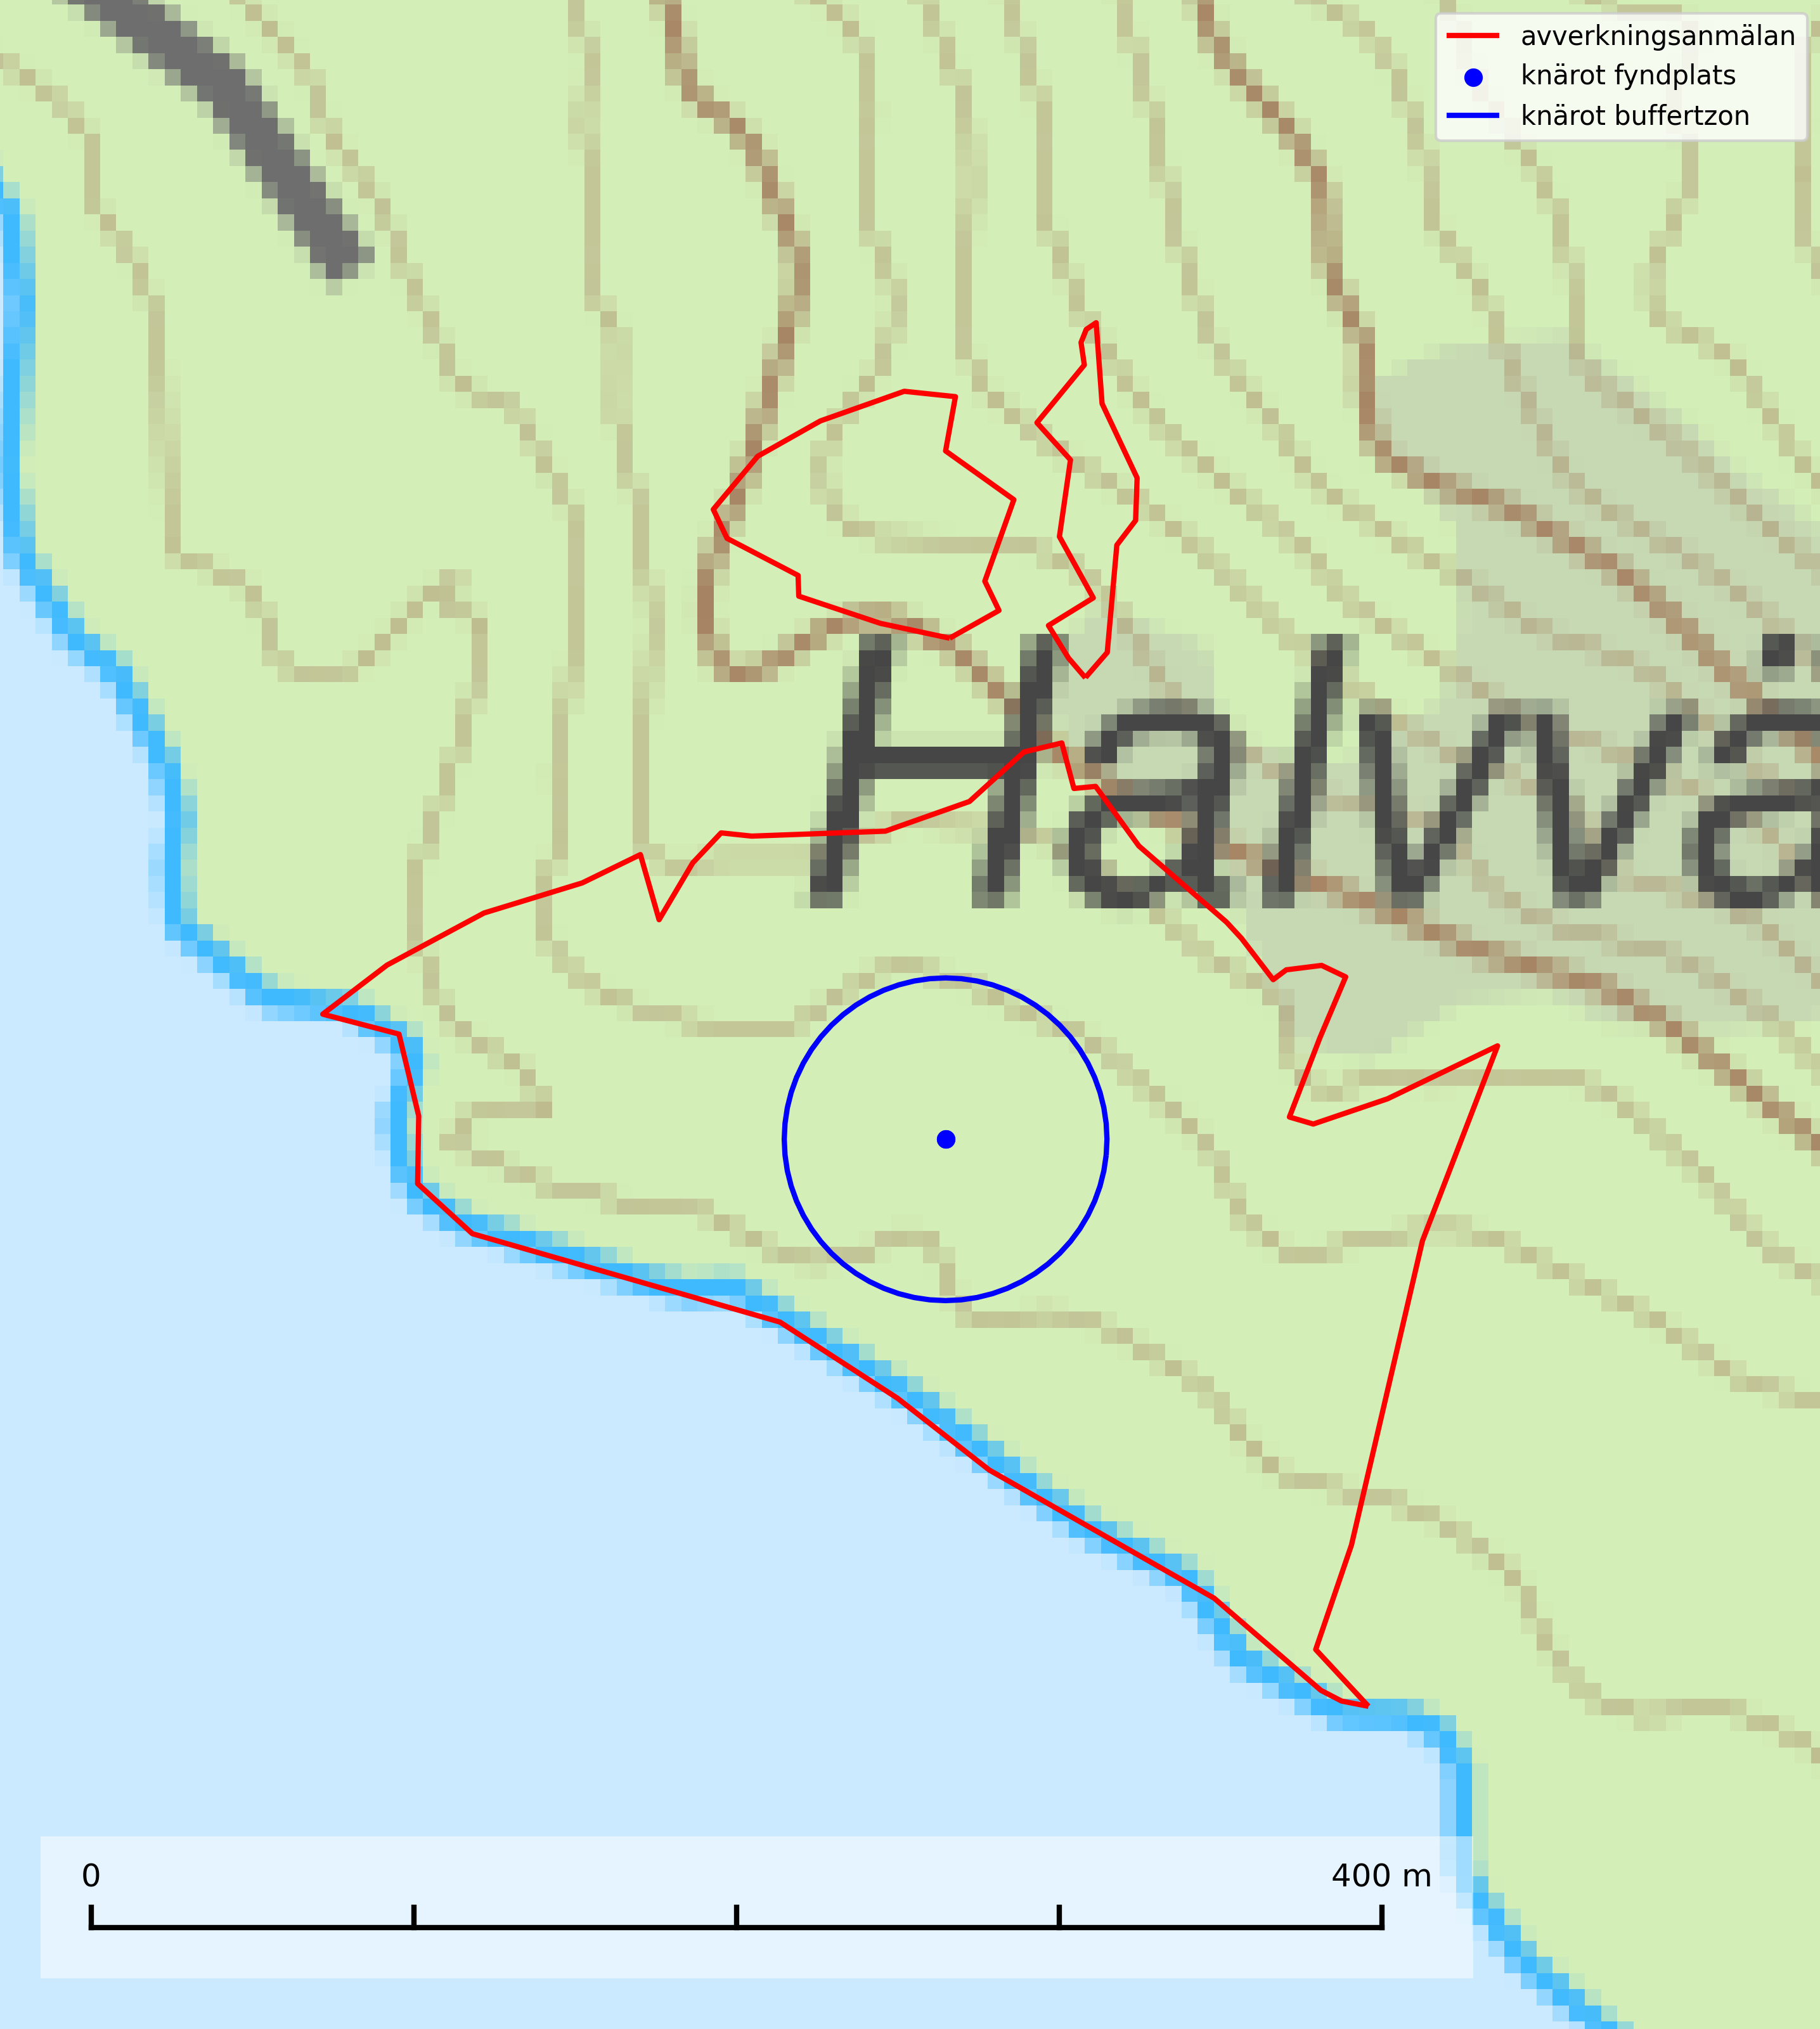 avverkningsanmälan
knärot fyndplats
knärot buffertzon
0
400 m